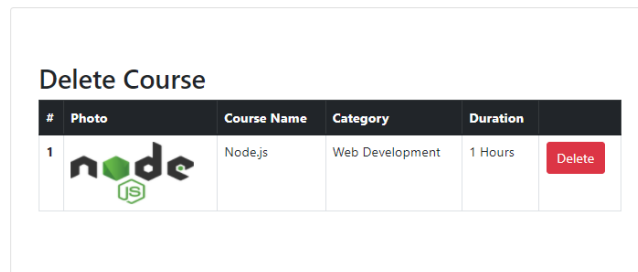 Delete Course
# Photo Course Name Category Duration
1 node Node.js Web Development 1 Hours Delete
JS